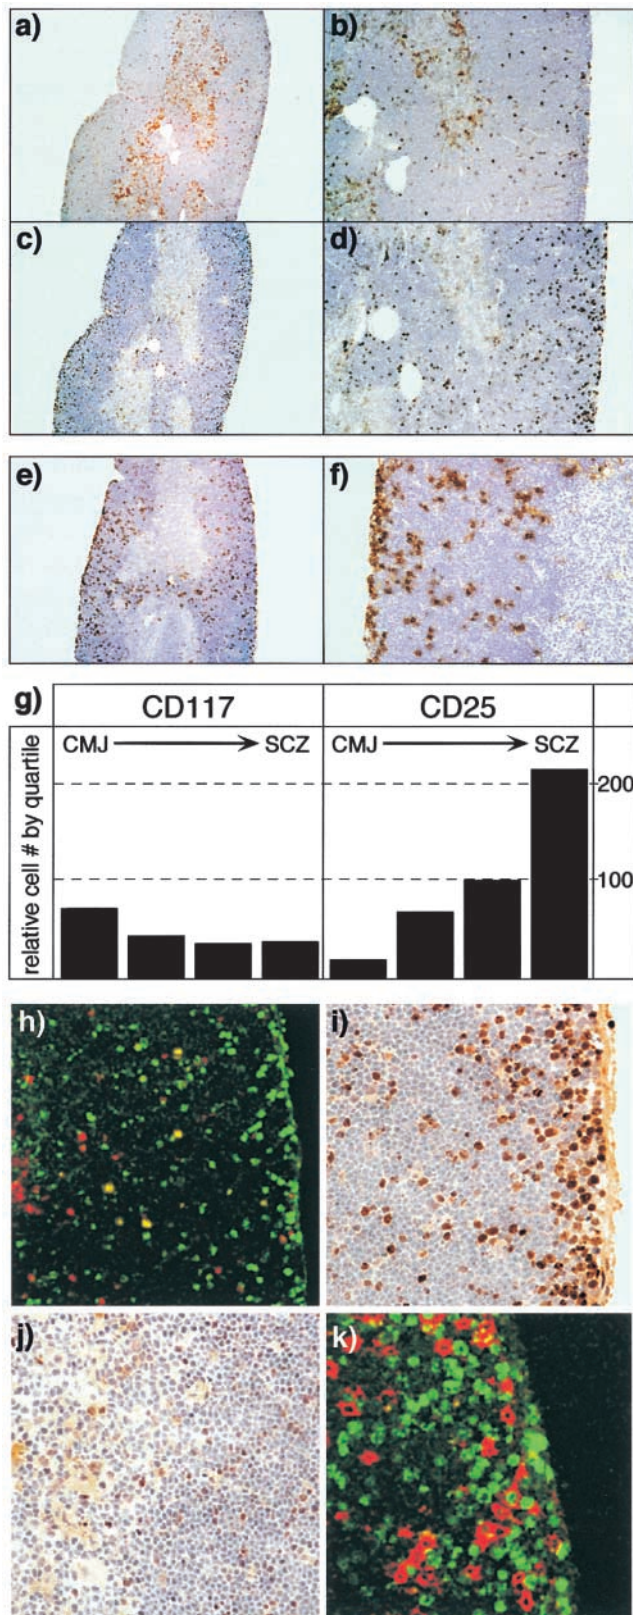 a) b)
c) d)
e) f)
g) CD117 CD25
CMJ SCZ CMJ SCZ
relative cell # by quartile
200
100
h) i)
j) k)